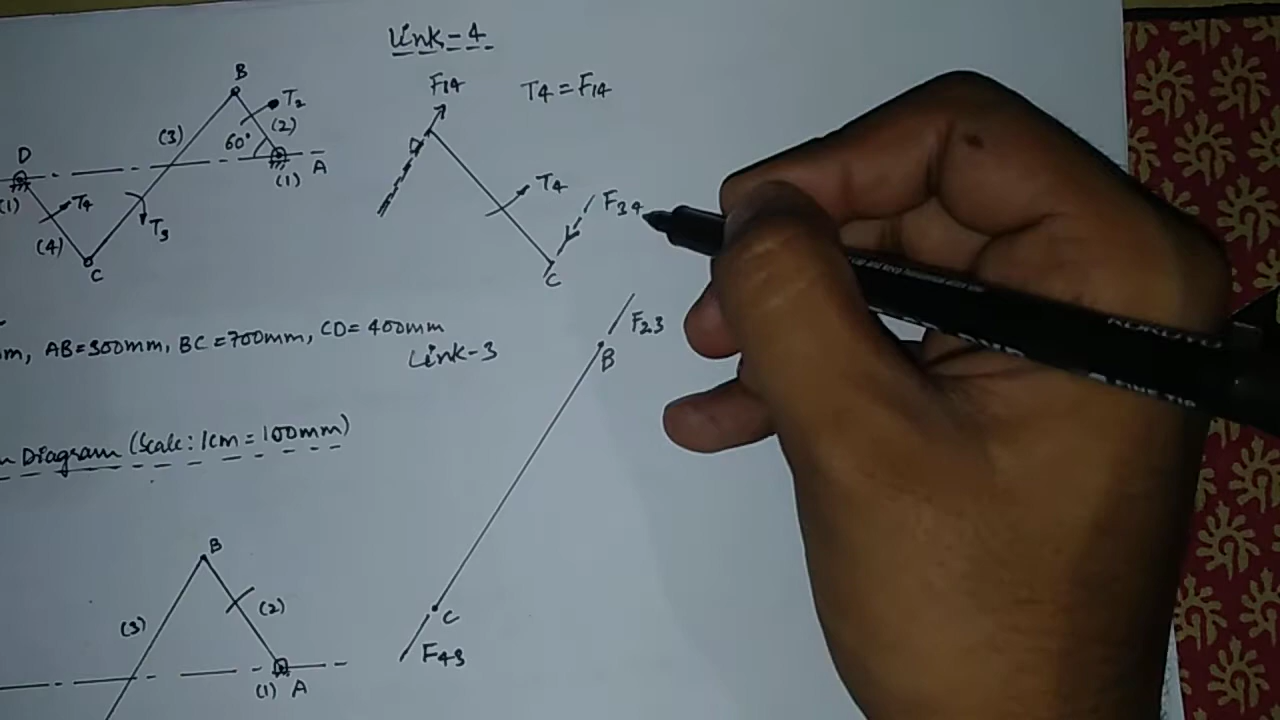 Link-4
F14
T4 = F14
B
T2
(3)
(2)
60°
D
A
(1)
(1)
T4
T3
(4)
C
T4
F34
C
F23
B
m, AB=300mm, BC=700mm, CD=400mm
Link-3
n Diagram (Scale: 1cm=100mm)
B
(3)
(2)
(1) A
C
F43